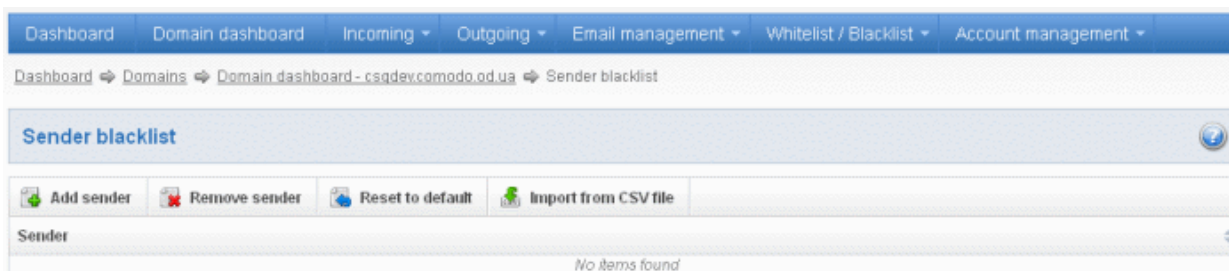 Dashboard Domain dashboard Incoming Outgoing Email management Whitelist / Blacklist Account management
Dashboard Domains Domain dashboard - csgdev.comodo.od.ua Sender blacklist
Sender blacklist
Add sender Remove sender Reset to default Import from CSV file
Sender
No items found